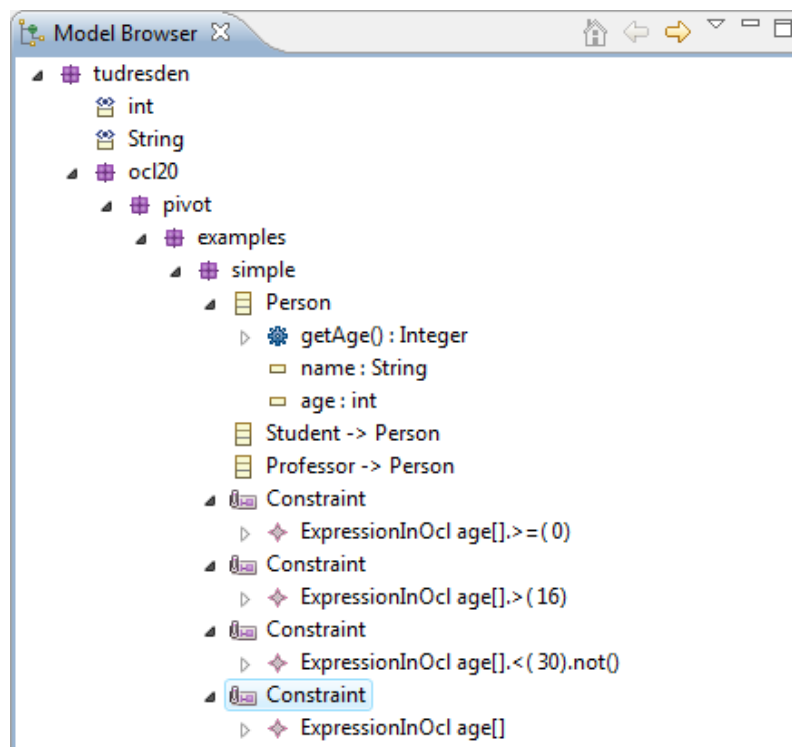 Model Browser
tudresden
int
String
ocl20
pivot
examples
simple
Person
getAge() : Integer
name : String
age : int
Student -> Person
Professor -> Person
Constraint
ExpressionInOcl age[].>=( 0)
Constraint
ExpressionInOcl age[].>( 16)
Constraint
ExpressionInOcl age[].<( 30).not()
Constraint
ExpressionInOcl age[]